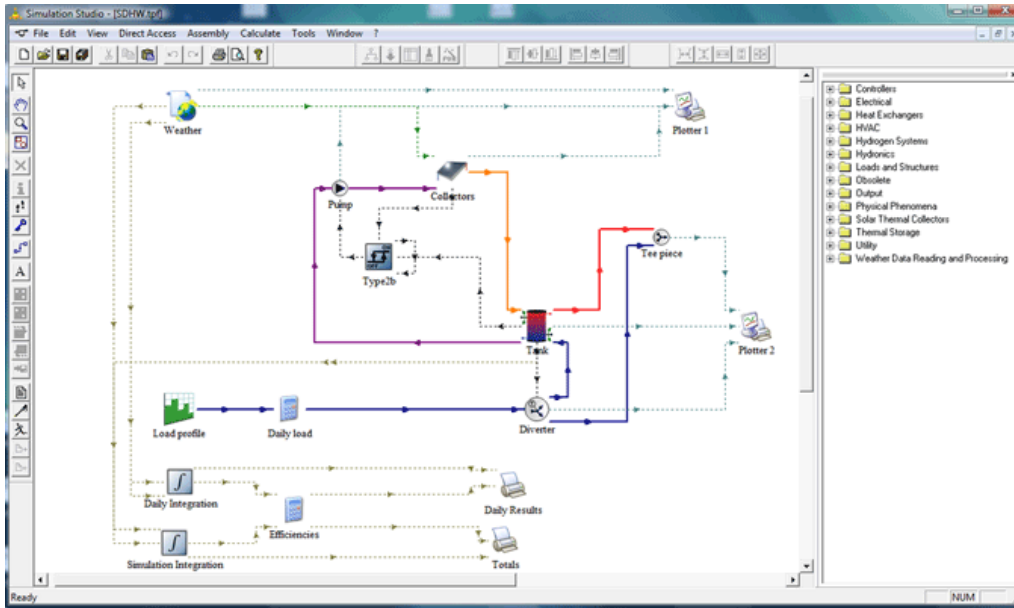 Simulation Studio - [SDHW.tpf]
File Edit View Direct Access Assembly Calculate Tools Window ?
Weather
Plotter 1
Collectors
Pump
Type2b
Tee piece
Tank
Plotter 2
Load profile
Daily load
Diverter
Daily Integration
Daily Results
Efficiencies
Simulation Integration
Totals
Controllers
Electrical
Heat Exchangers
HVAC
Hydrogen Systems
Hydronics
Loads and Structures
Obsolete
Output
Physical Phenomena
Solar Thermal Collectors
Thermal Storage
Utility
Weather Data Reading and Processing
Ready
NUM